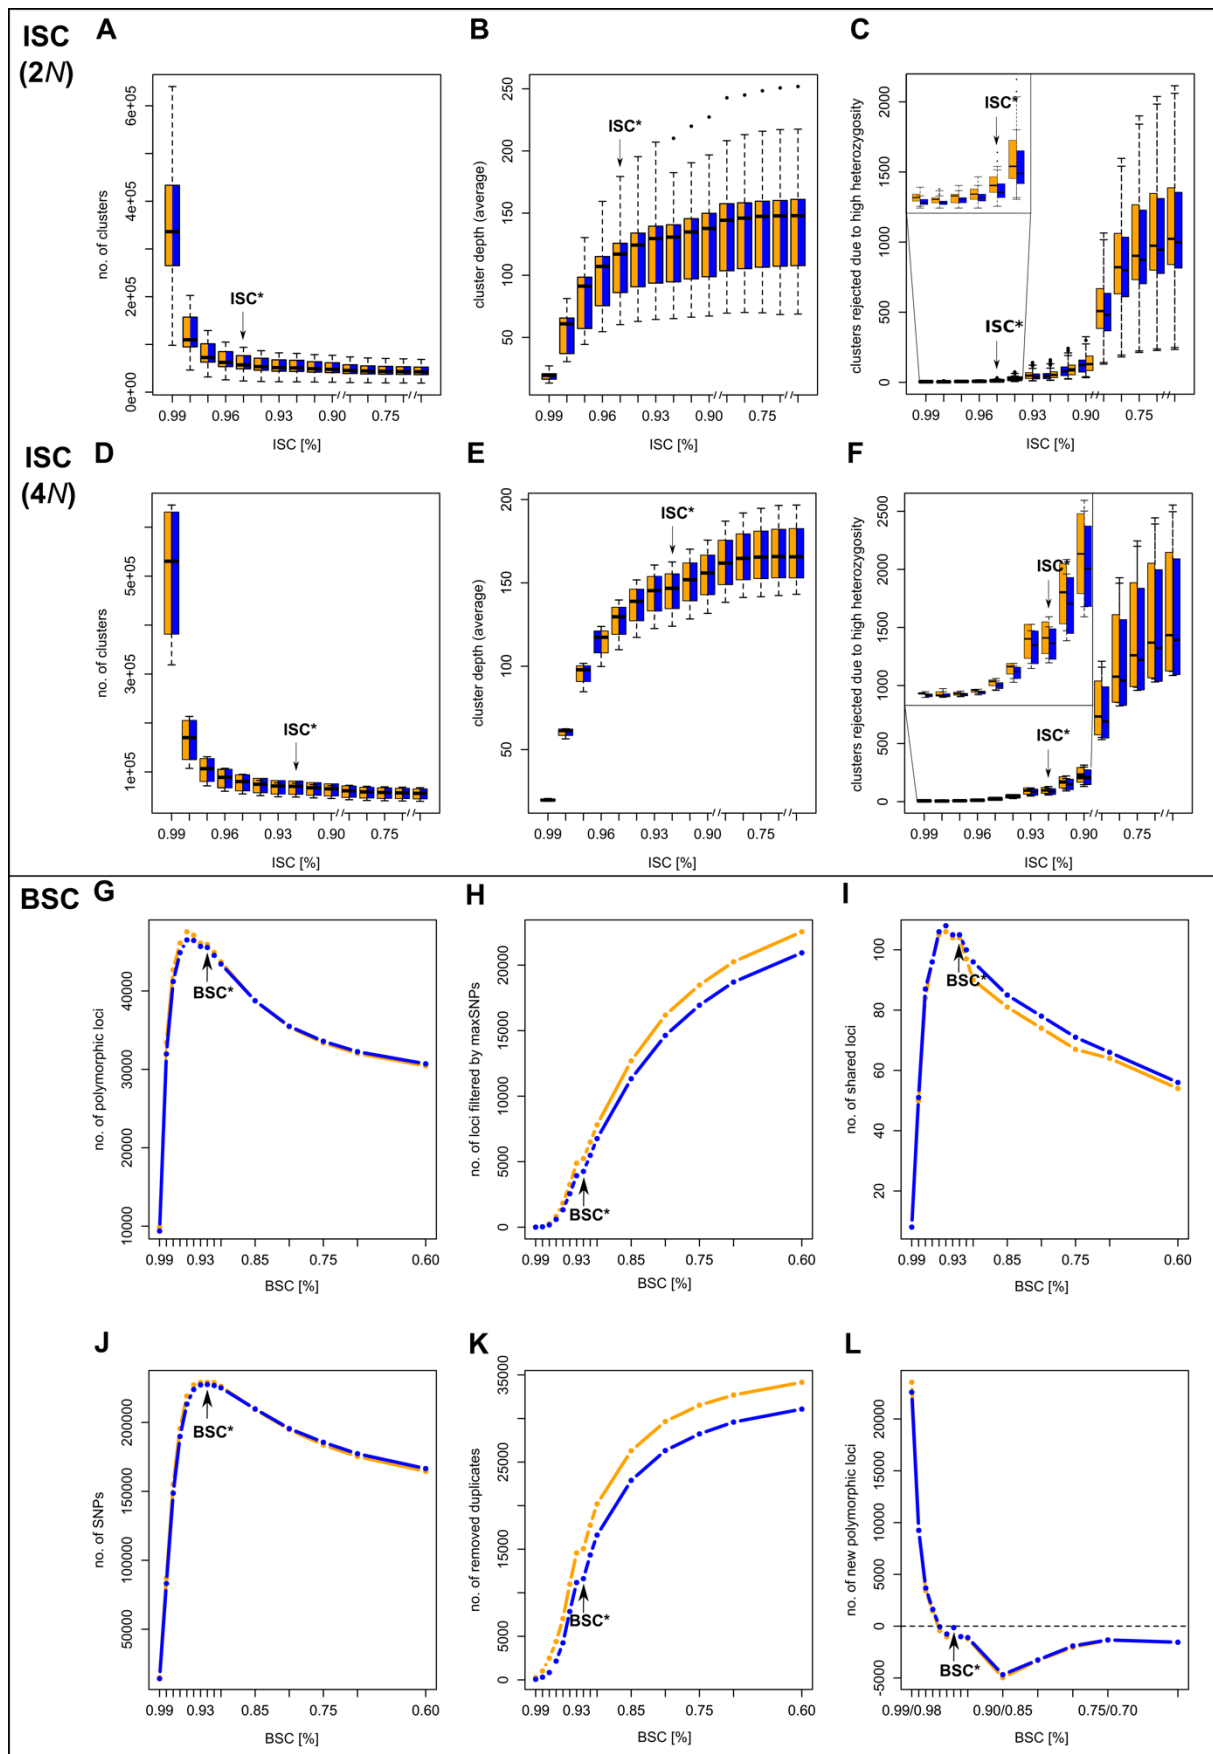 ISC
(2N)
A
no. of clusters
0e+00 2e+05 4e+05 6e+05
ISC*
0.99 0.96 0.93 0.90 0.75
ISC [%]
B
cluster depth (average)
50 100 150 200 250
ISC*
0.99 0.96 0.93 0.90 0.75
ISC [%]
C
clusters rejected due to high heterozygosity
0 500 1000 1500 2000
ISC*
ISC*
0.99 0.96 0.93 0.90 0.75
ISC [%]
ISC
(4N)
D
no. of clusters
1e+05 3e+05 5e+05
ISC*
0.99 0.96 0.93 0.90 0.75
ISC [%]
E
cluster depth (average)
50 100 150 200
ISC*
0.99 0.96 0.93 0.90 0.75
ISC [%]
F
clusters rejected due to high heterozygosity
0 500 1000 1500 2000 2500
ISC*
ISC*
0.99 0.96 0.93 0.90 0.75
ISC [%]
BSC
G
no. of polymorphic loci
10000 20000 30000 40000
BSC*
0.99 0.93 0.85 0.75 0.60
BSC [%]
H
no. of loci filtered by maxSNPs
0 5000 10000 15000 20000
BSC*
0.99 0.93 0.85 0.75 0.60
BSC [%]
I
no. of shared loci
20 40 60 80 100
BSC*
0.99 0.93 0.85 0.75 0.60
BSC [%]
J
no. of SNPs
50000 100000 150000 200000
BSC*
0.99 0.93 0.85 0.75 0.60
BSC [%]
K
no. of removed duplicates
0 5000 15000 25000 35000
BSC*
0.99 0.93 0.85 0.75 0.60
BSC [%]
L
no. of new polymorphic loci
-5000 0 5000 10000 15000 20000
BSC*
0.99/0.98 0.90/0.85 0.75/0.70
BSC [%]